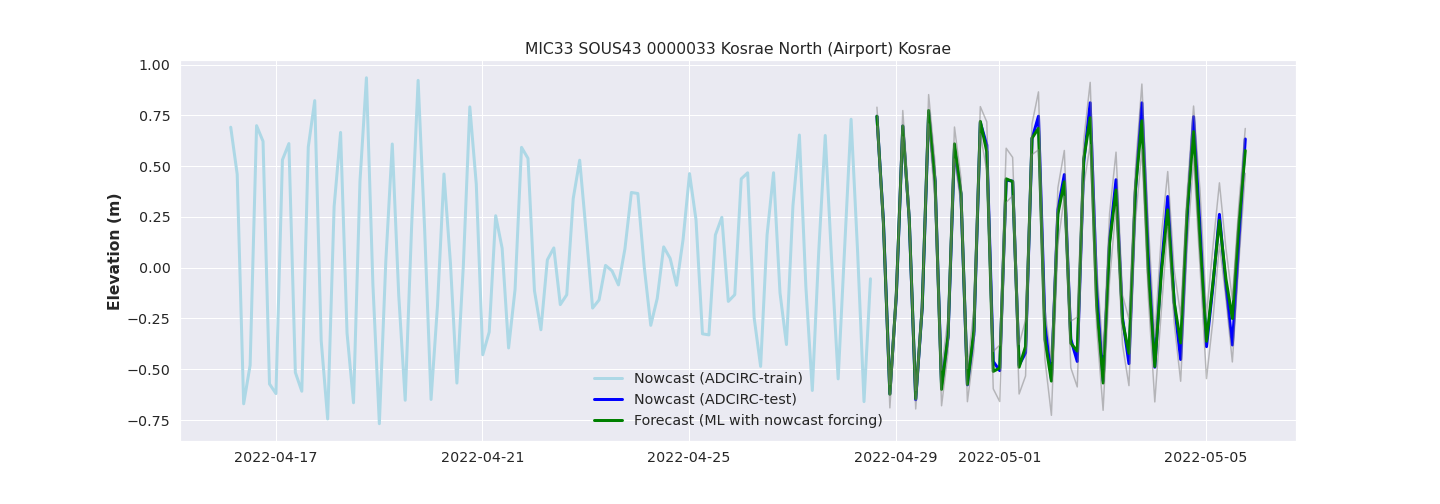 MIC33 SOUS43 0000033 Kosrae North (Airport) Kosrae
1.00
0.75
0.50
0.25
0.00
−0.25
−0.50
−0.75
Elevation (m)
Nowcast (ADCIRC-train)
Nowcast (ADCIRC-test)
Forecast (ML with nowcast forcing)
2022-04-17 2022-04-21 2022-04-25 2022-04-29 2022-05-01 2022-05-05